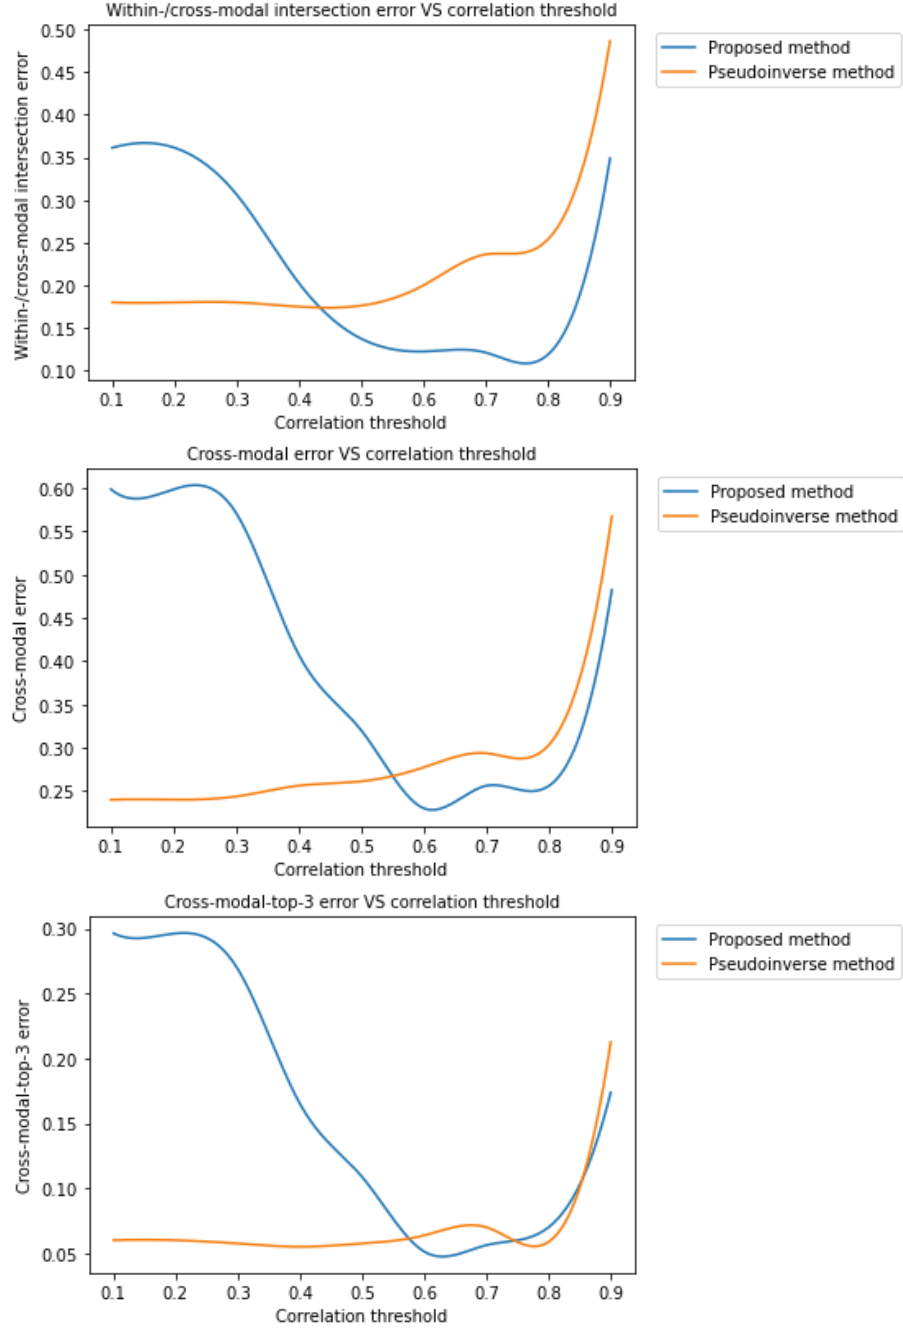 Within-/cross-modal intersection error VS correlation threshold
Within-/cross-modal intersection error
0.50
0.45
0.40
0.35
0.30
0.25
0.20
0.15
0.10
0.1 0.2 0.3 0.4 0.5 0.6 0.7 0.8 0.9
Correlation threshold
Proposed method
Pseudoinverse method
Cross-modal error VS correlation threshold
Cross-modal error
0.60
0.55
0.50
0.45
0.40
0.35
0.30
0.25
0.1 0.2 0.3 0.4 0.5 0.6 0.7 0.8 0.9
Correlation threshold
Proposed method
Pseudoinverse method
Cross-modal-top-3 error VS correlation threshold
Cross-modal-top-3 error
0.30
0.25
0.20
0.15
0.10
0.05
0.1 0.2 0.3 0.4 0.5 0.6 0.7 0.8 0.9
Correlation threshold
Proposed method
Pseudoinverse method